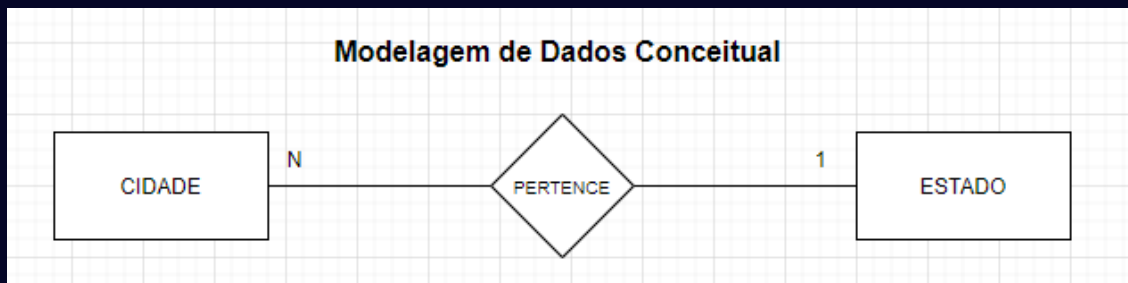 Modelagem de Dados Conceitual
N
1
CIDADE
PERTENCE
ESTADO